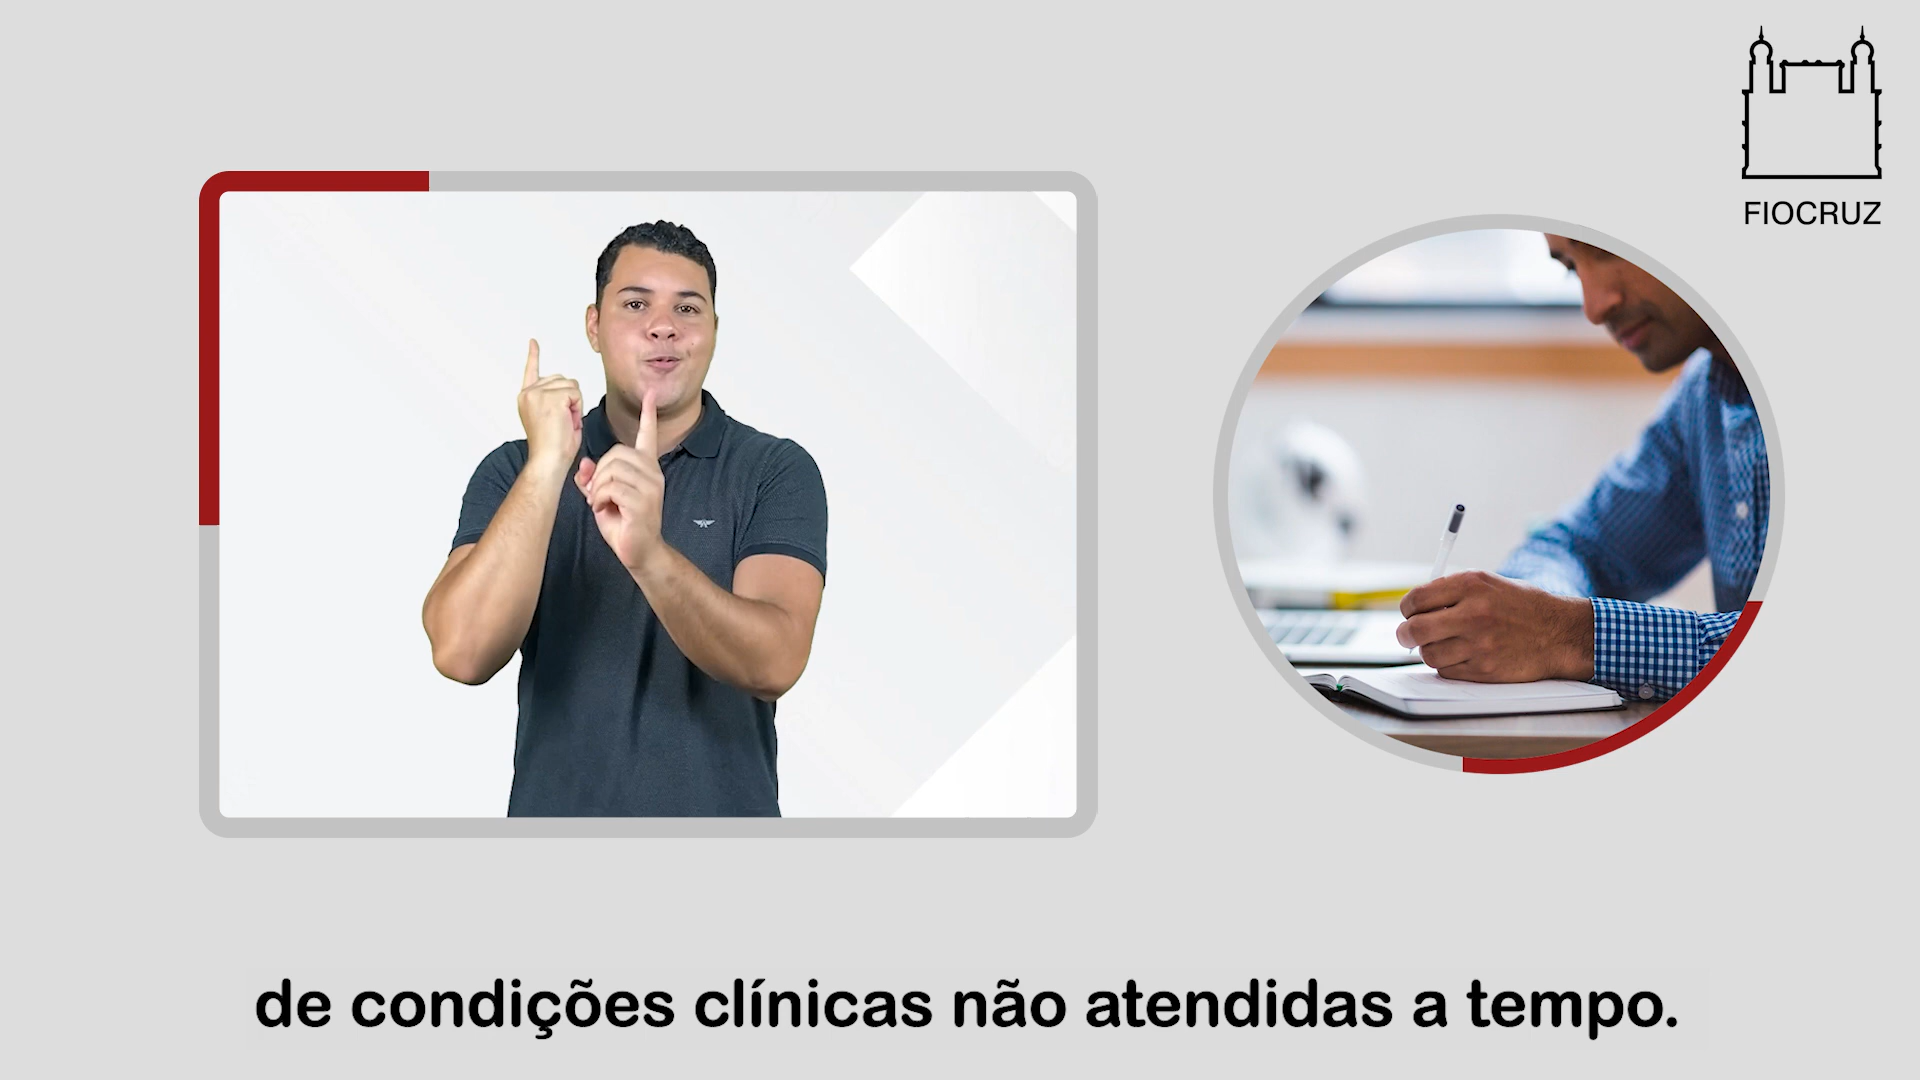 FIOCRUZ
de condições clínicas não atendidas a tempo.